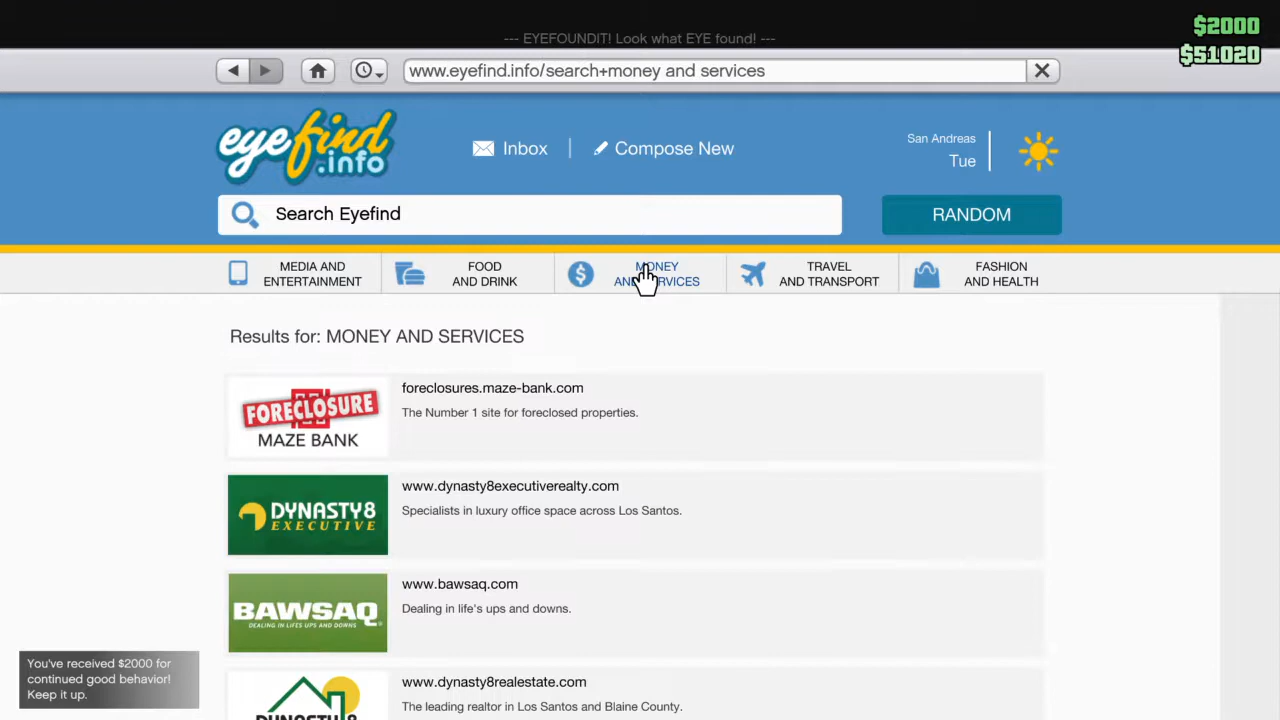 --- EYEFOUNDIT! Look what EYE found! ---
$2000
$51020
www.eyefind.info/search+money and services
eyefind
.info
Inbox
Compose New
San Andreas
Tue
Search Eyefind
RANDOM
MEDIA AND
ENTERTAINMENT
FOOD
AND DRINK
MONEY
AND SERVICES
TRAVEL
AND TRANSPORT
FASHION
AND HEALTH
Results for: MONEY AND SERVICES
FORECLOSURE
MAZE BANK
foreclosures.maze-bank.com
The Number 1 site for foreclosed properties.
DYNASTY8
EXECUTIVE
www.dynasty8executiverealty.com
Specialists in luxury office space across Los Santos.
BAWSAQ
DEALING IN LIFES UPS AND DOWNS
www.bawsaq.com
Dealing in life's ups and downs.
DYNASTY8
www.dynasty8realestate.com
The leading realtor in Los Santos and Blaine County.
You've received $2000 for
continued good behavior!
Keep it up.